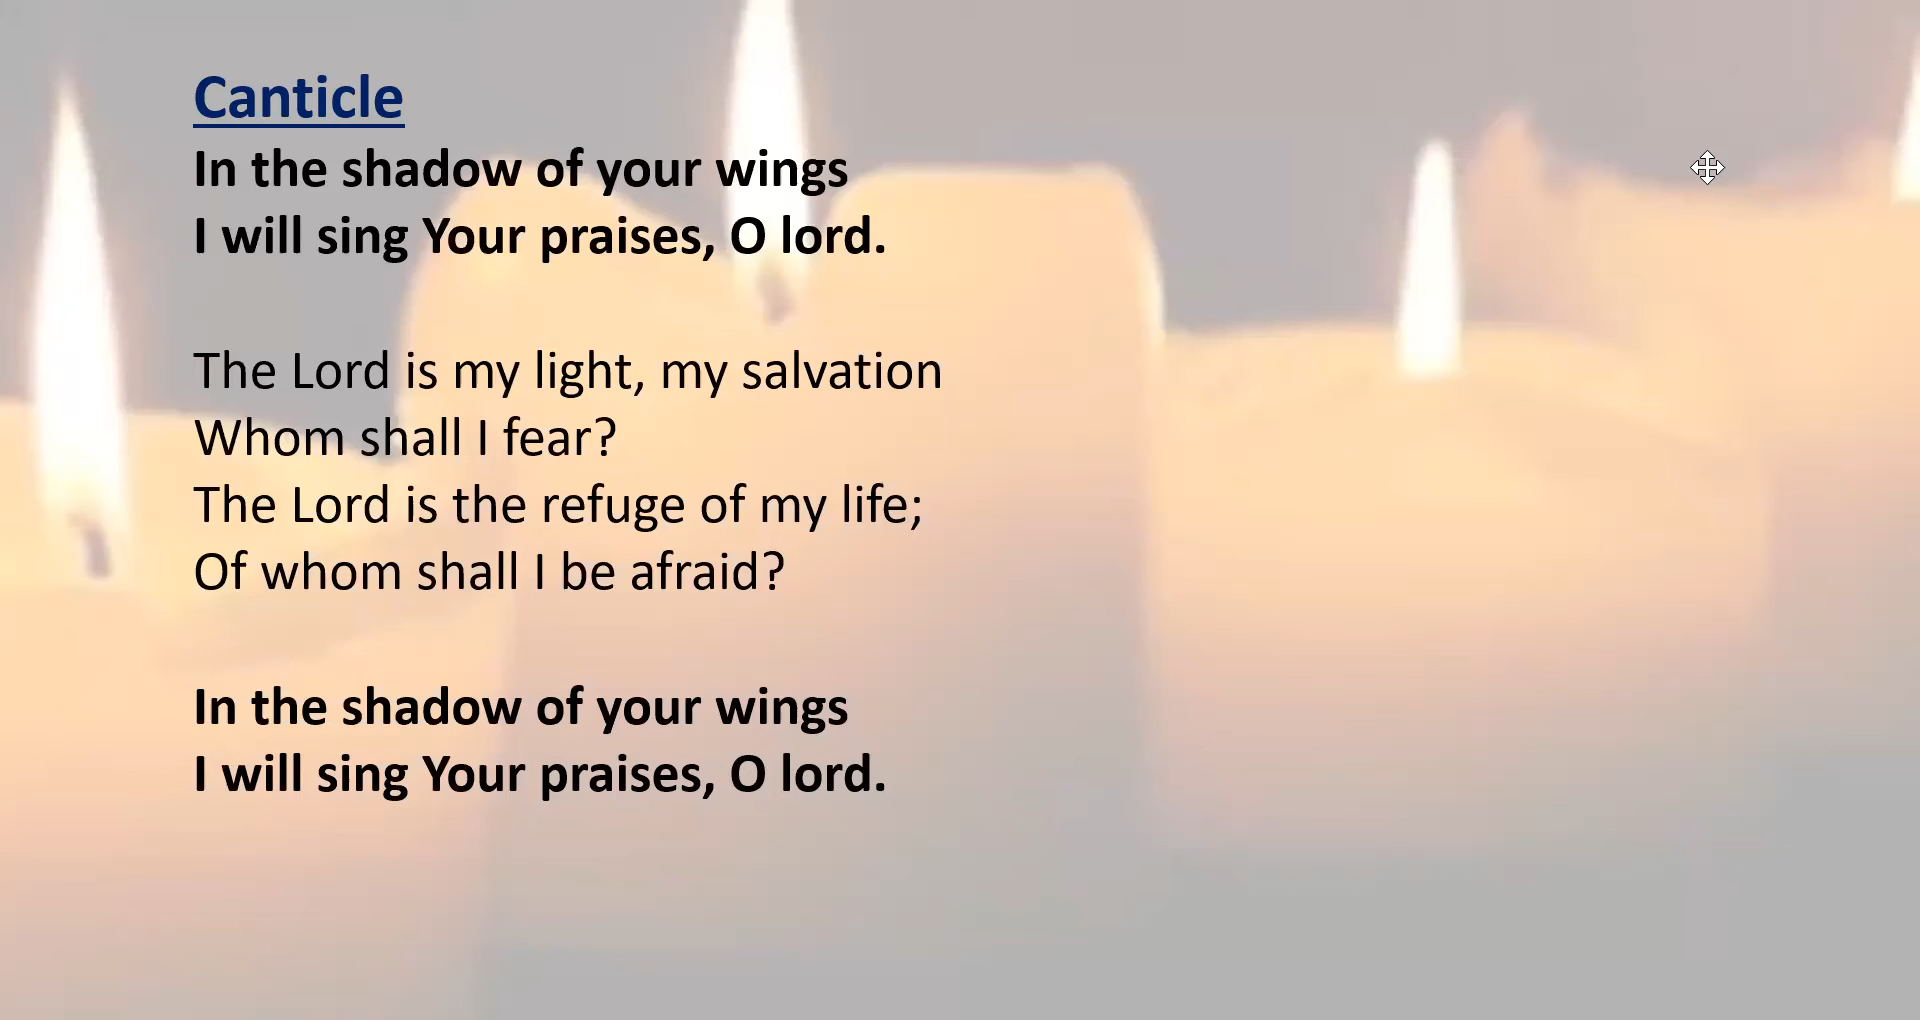 Canticle
In the shadow of your wings
I will sing Your praises, O lord.
The Lord is my light, my salvation
Whom shall I fear?
The Lord is the refuge of my life;
Of whom shall I be afraid?
In the shadow of your wings
I will sing Your praises, O lord.